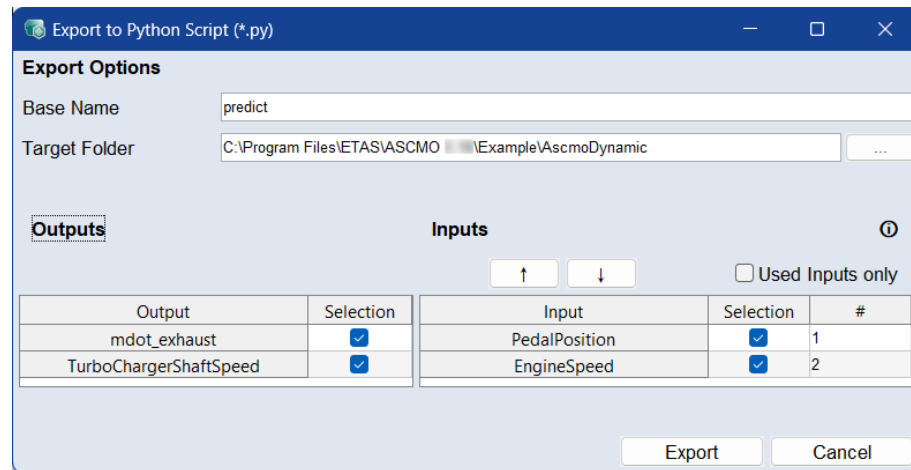 Export to Python Script (*.py)
Export Options
Base Name
predict
Target Folder
C:\Program Files\ETAS\ASCMO \Example\AscmoDynamic
...
Outputs
Inputs
↑ ↓
Used Inputs only
Output Selection
mdot_exhaust
TurboChargerShaftSpeed
Input Selection #
PedalPosition 1
EngineSpeed 2
Export Cancel